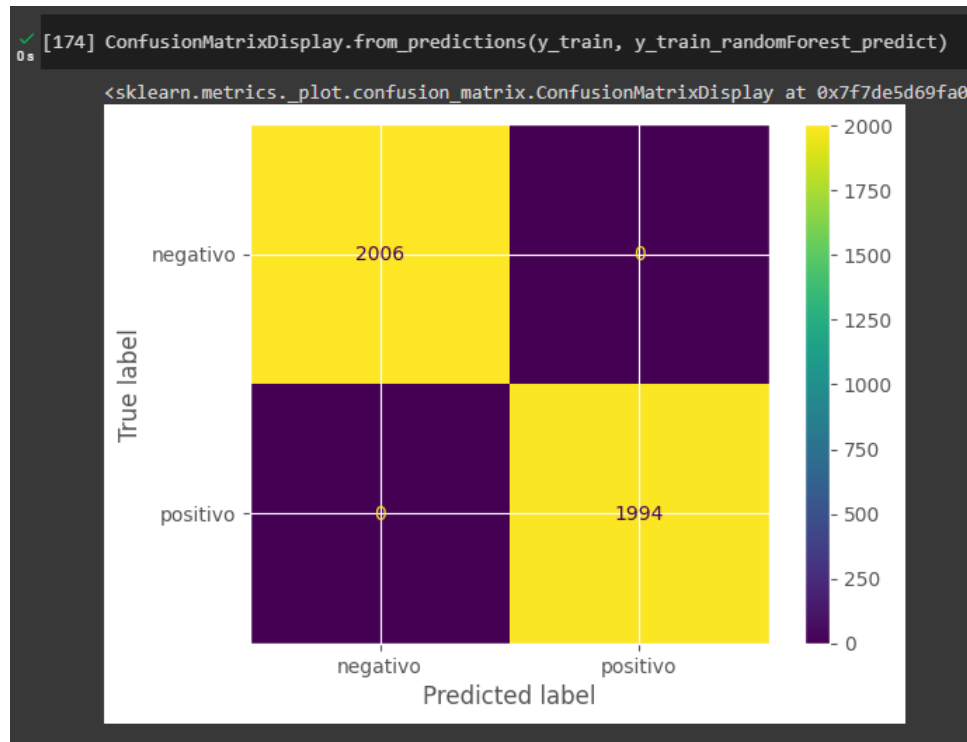 [174] ConfusionMatrixDisplay.from_predictions(y_train, y_train_randomForest_predict)
0s
<sklearn.metrics._plot.confusion_matrix.ConfusionMatrixDisplay at 0x7f7de5d69fa0
2000
1750
1500
1250
1000
750
500
250
0
True label
negativo
2006
0
positivo
0
1994
negativo
positivo
Predicted label